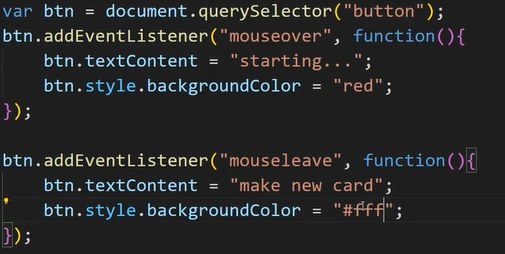 var btn = document.querySelector("button");
btn.addEventListener("mouseover", function(){
    btn.textContent = "starting...";
    btn.style.backgroundColor = "red";
});

btn.addEventListener("mouseleave", function(){
    btn.textContent = "make new card";
    btn.style.backgroundColor = "#fff";
});